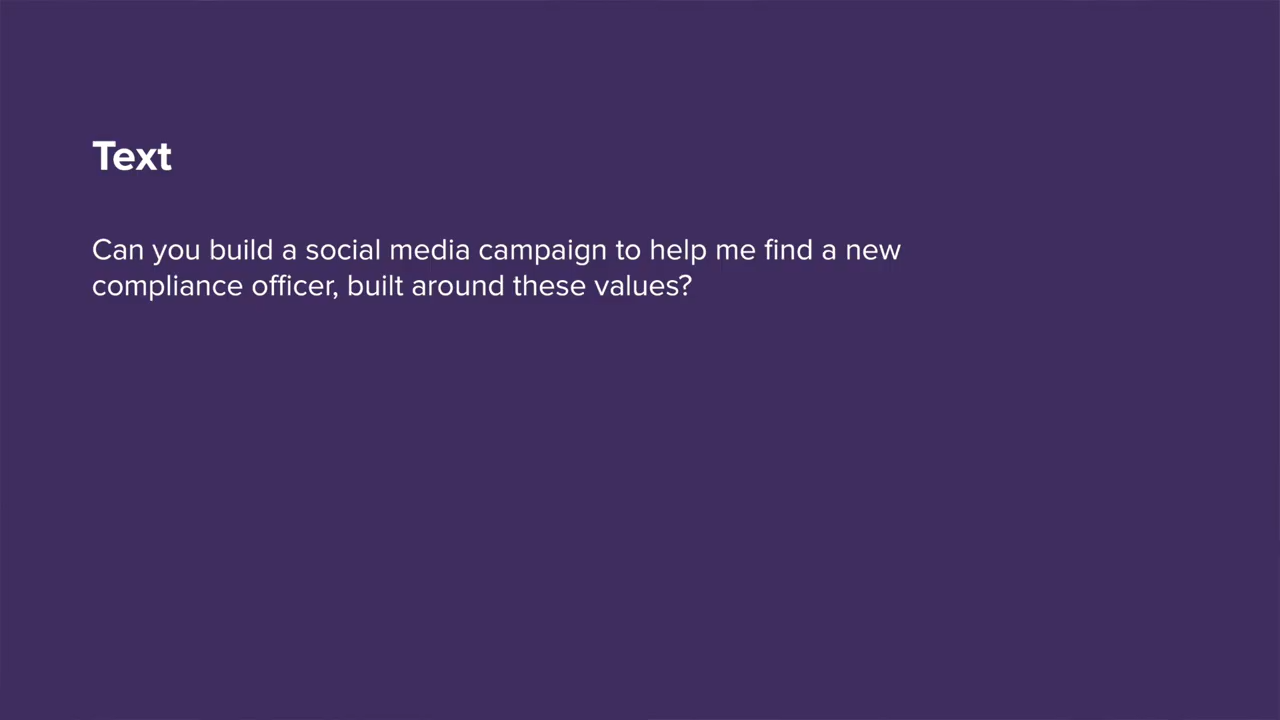 Text
Can you build a social media campaign to help me find a new
compliance officer, built around these values?